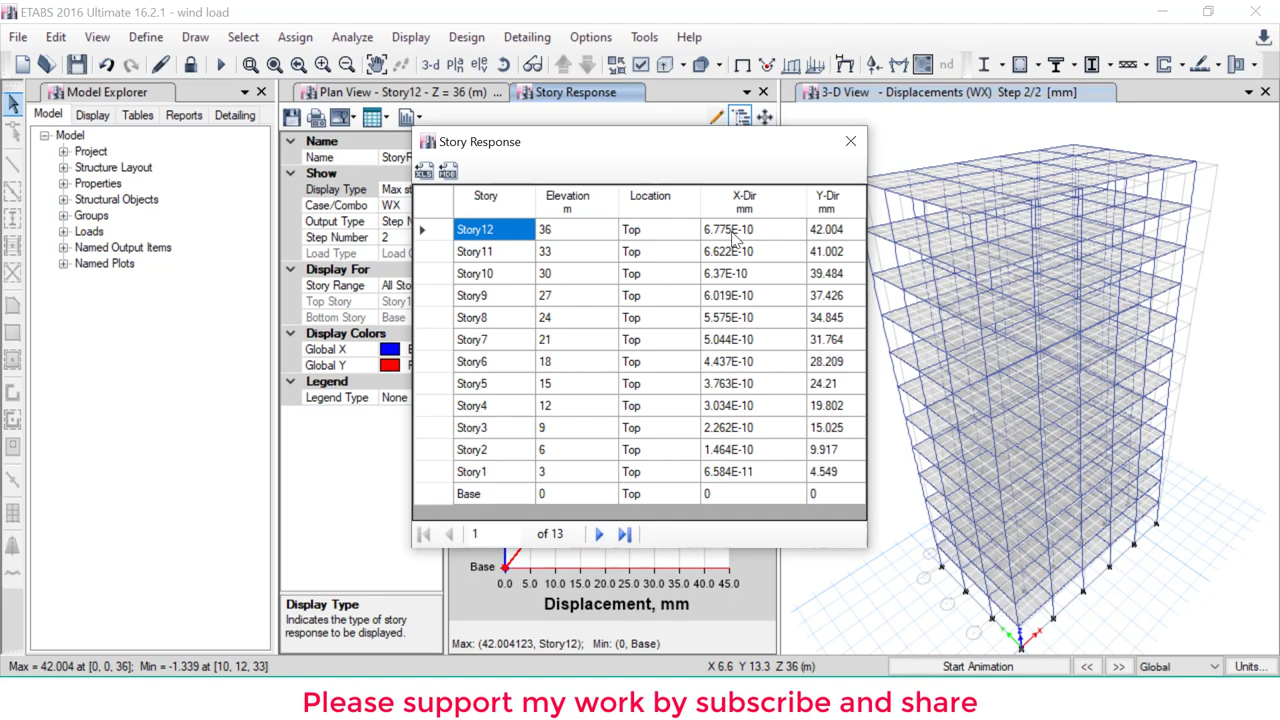 ETABS 2016 Ultimate 16.2.1 - wind load
File Edit View Define Draw Select Assign Analyze Display Design Detailing Options Tools Help
3-d nd
Model Explorer
Plan View - Story12 - Z = 36 (m) ...
Story Response
3-D View - Displacements (WX) Step 2/2 [mm]
Model Display Tables Reports Detailing
Model
Project
Structure Layout
Properties
Structural Objects
Groups
Loads
Named Output Items
Named Plots
Name
Name
Show
Display Type
Case/Combo WX
Output Type Step
Step Number 2
Load Type
Display For
Story Range All
Top Story
Bottom Story Base
Display Colors
Global X
Global Y
Legend
Legend Type None
Display Type
Indicates the type of story
response to be displayed.
Story Response
XLS MDB
Story Elevation m Location X-Dir mm Y-Dir mm
Story12 36 Top 6.775E-10 42.004
Story11 33 Top 6.622E-10 41.002
Story10 30 Top 6.37E-10 39.484
Story9 27 Top 6.019E-10 37.426
Story8 24 Top 5.575E-10 34.845
Story7 21 Top 5.044E-10 31.764
Story6 18 Top 4.437E-10 28.209
Story5 15 Top 3.763E-10 24.21
Story4 12 Top 3.034E-10 19.802
Story3 9 Top 2.262E-10 15.025
Story2 6 Top 1.464E-10 9.917
Story1 3 Top 6.584E-11 4.549
Base 0 Top 0 0
1 of 13
Base
0.0 5.0 10.0 15.0 20.0 25.0 30.0 35.0 40.0 45.0
Displacement, mm
Max: (42.004123, Story12); Min: (0, Base)
Max = 42.004 at [0, 0, 36]; Min = -1.339 at [10, 12, 33]
X 6.6 Y 13.3 Z 36 (m)
Start Animation << >> Global Units...
Please support my work by subscribe and share